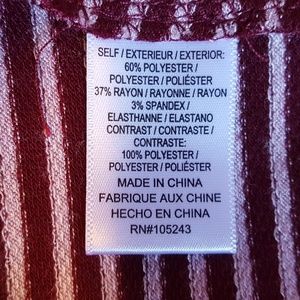 SELF / EXTERIEUR / EXTERIOR:
60% POLYESTER /
POLYESTER / POLIÉSTER
37% RAYON / RAYONNE / RAYON
3% SPANDEX /
ELASTHANNE / ELASTANO
CONTRAST / CONTRASTE /
CONTRASTE:
100% POLYESTER /
POLYESTER / POLIÉSTER
MADE IN CHINA
FABRIQUE AUX CHINE
HECHO EN CHINA
RN#105243